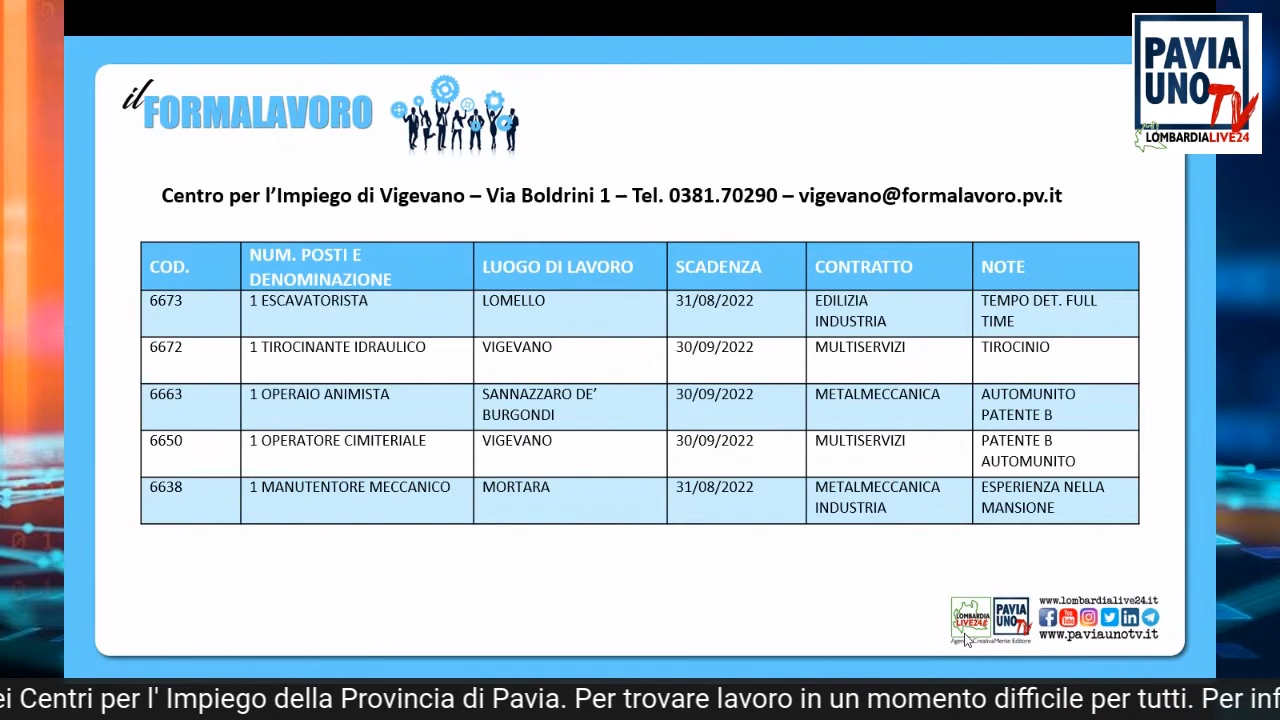 PAVIA
UNO TV
LOMBARDIALIVE24
il FORMALAVORO
Centro per l’Impiego di Vigevano – Via Boldrini 1 – Tel. 0381.70290 – vigevano@formalavoro.pv.it
COD. NUM. POSTI E DENOMINAZIONE LUOGO DI LAVORO SCADENZA CONTRATTO NOTE
6673 1 ESCAVATORISTA LOMELLO 31/08/2022 EDILIZIA INDUSTRIA TEMPO DET. FULL TIME
6672 1 TIROCINANTE IDRAULICO VIGEVANO 30/09/2022 MULTISERVIZI TIROCINIO
6663 1 OPERAIO ANIMISTA SANNAZZARO DE’ BURGONDI 30/09/2022 METALMECCANICA AUTOMUNITO PATENTE B
6650 1 OPERATORE CIMITERIALE VIGEVANO 30/09/2022 MULTISERVIZI PATENTE B AUTOMUNITO
6638 1 MANUTENTORE MECCANICO MORTARA 31/08/2022 METALMECCANICA INDUSTRIA ESPERIENZA NELLA MANSIONE
LOMBARDIA LIVE24
PAVIA UNO TV
www.lombardialive24.it
www.paviaunotv.it
ei Centri per l' Impiego della Provincia di Pavia. Per trovare lavoro in un momento difficile per tutti. Per inf